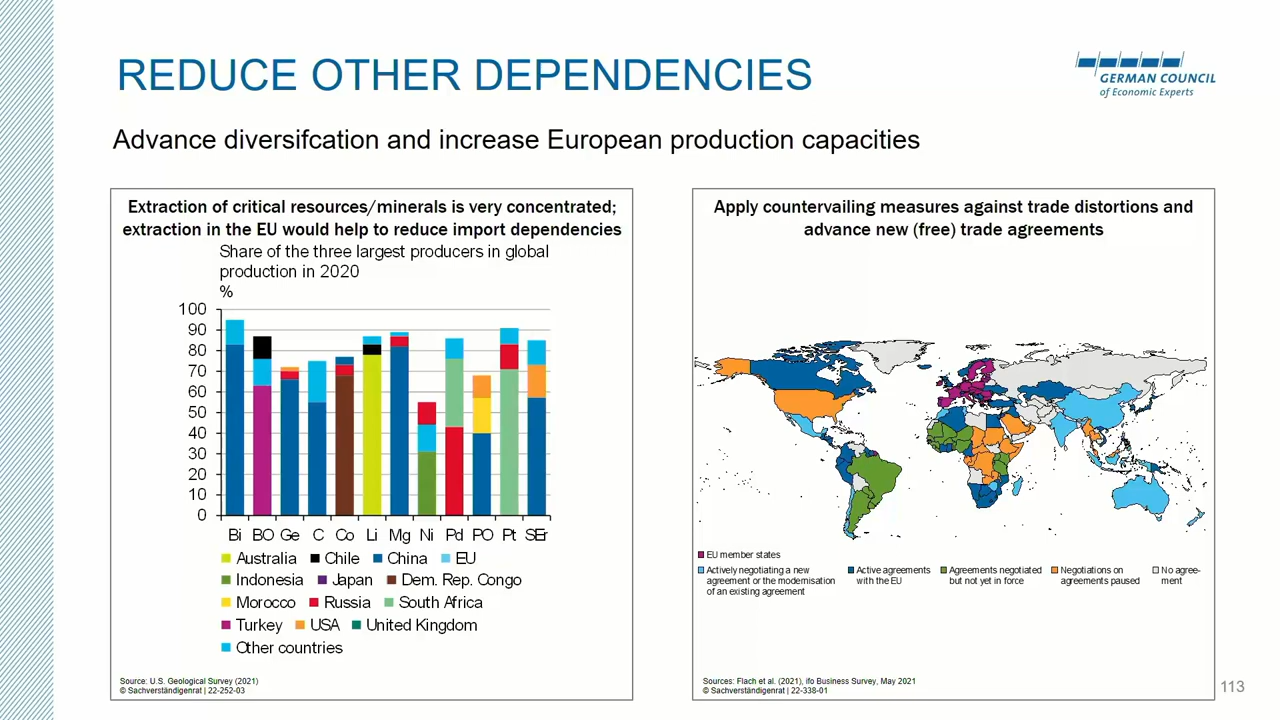 REDUCE OTHER DEPENDENCIES
GERMAN COUNCIL
of Economic Experts
Advance diversifcation and increase European production capacities
Extraction of critical resources/minerals is very concentrated;
extraction in the EU would help to reduce import dependencies
Share of the three largest producers in global
production in 2020
%
100
90
80
70
60
50
40
30
20
10
0
Bi BO Ge C Co Li Mg Ni Pd PO Pt SEr
Australia Chile China EU
Indonesia Japan Dem. Rep. Congo
Morocco Russia South Africa
Turkey USA United Kingdom
Other countries
Source: U.S. Geological Survey (2021)
© Sachverständigenrat | 22-252-03
Apply countervailing measures against trade distortions and
advance new (free) trade agreements
EU member states
Actively negotiating a new
agreement or the modernisation
of an existing agreement
Active agreements
with the EU
Agreements negotiated
but not yet in force
Negotiations on
agreements paused
No agree-
ment
Sources: Flach et al. (2021), ifo Business Survey, May 2021
© Sachverständigenrat | 22-338-01
113